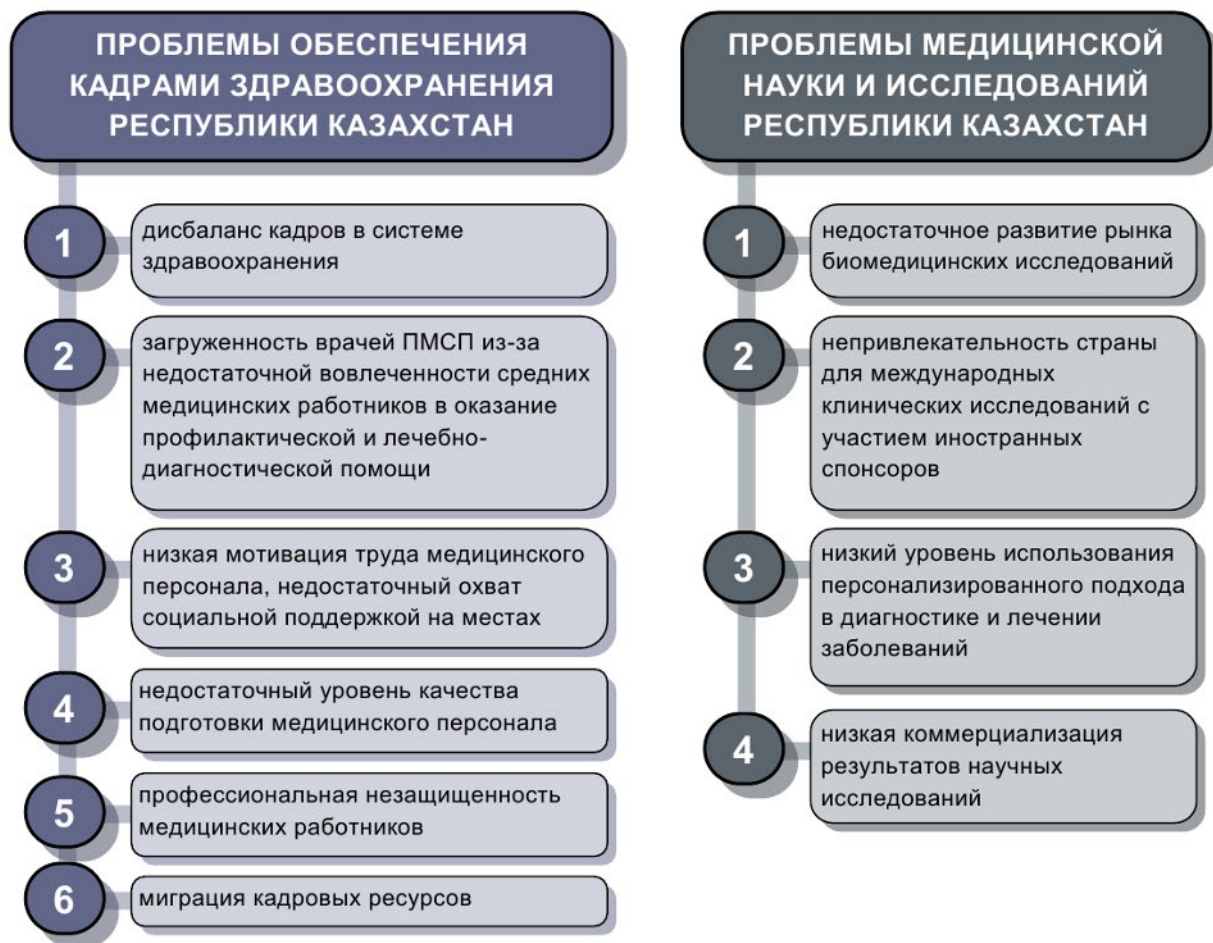 ПРОБЛЕМЫ ОБЕСПЕЧЕНИЯ
КАДРАМИ ЗДРАВООХРАНЕНИЯ
РЕСПУБЛИКИ КАЗАХСТАН
1
дисбаланс кадров в системе
здравоохранения
2
загруженность врачей ПМСП из-за
недостаточной вовлеченности средних
медицинских работников в оказание
профилактической и лечебно-
диагностической помощи
3
низкая мотивация труда медицинского
персонала, недостаточный охват
социальной поддержкой на местах
4
недостаточный уровень качества
подготовки медицинского персонала
5
профессиональная незащищенность
медицинских работников
6
миграция кадровых ресурсов
ПРОБЛЕМЫ МЕДИЦИНСКОЙ
НАУКИ И ИССЛЕДОВАНИЙ
РЕСПУБЛИКИ КАЗАХСТАН
1
недостаточное развитие рынка
биомедицинских исследований
2
непривлекательность страны
для международных
клинических исследований с
участием иностранных
спонсоров
3
низкий уровень использования
персонализированного подхода
в диагностике и лечении
заболеваний
4
низкая коммерциализация
результатов научных
исследований